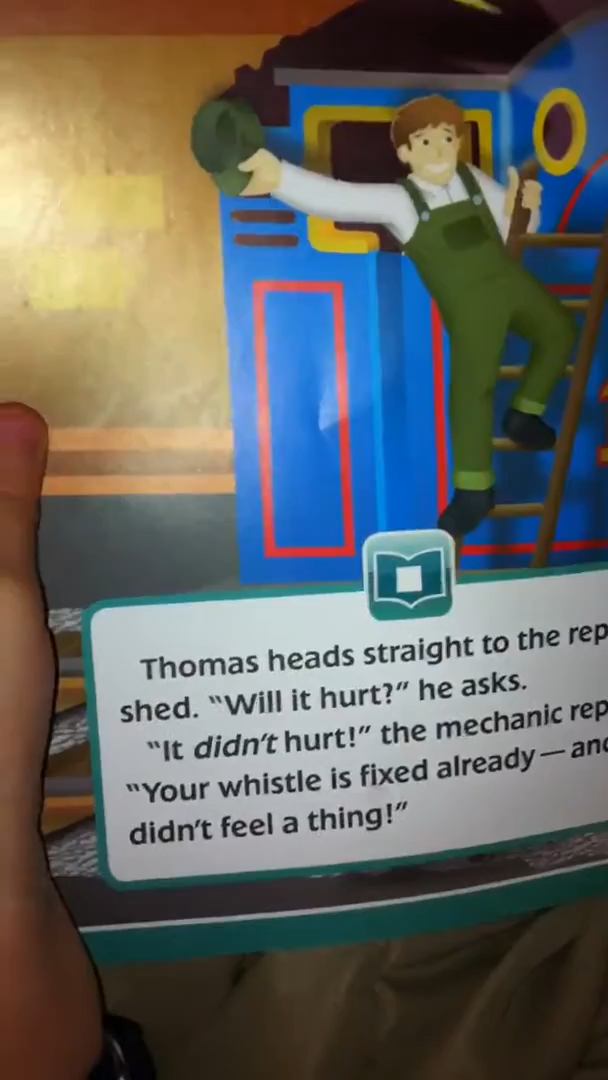 Thomas heads straight to the rep
shed. “Will it hurt?” he asks.
“It didn’t hurt!” the mechanic rep
“Your whistle is fixed already — and
didn’t feel a thing!”